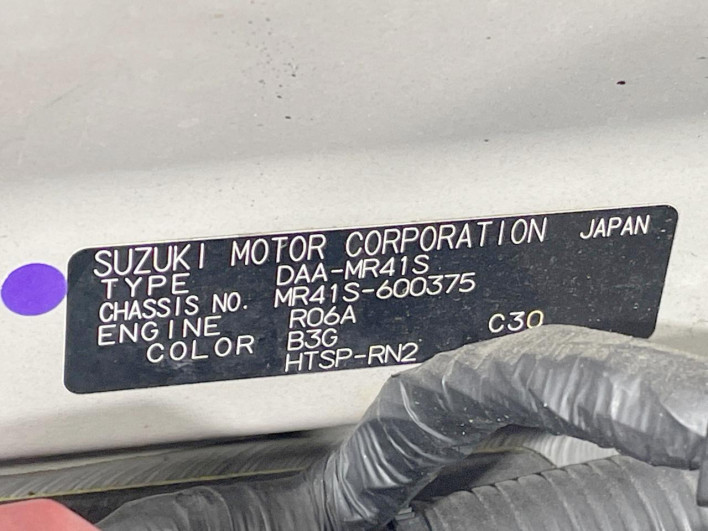 SUZUKI MOTOR CORPORATION JAPAN
TYPE DAA-MR41S
CHASSIS NO. MR41S-600375
ENGINE R06A
COLOR B3G C30
HTSP-RN2